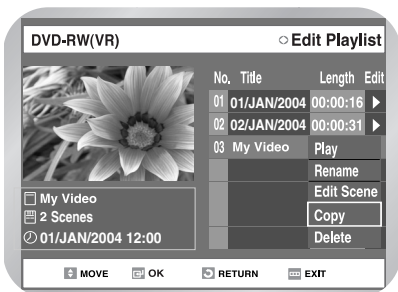 DVD-RW(VR) Edit Playlist
No. Title Length Edit
01 01/JAN/2004 00:00:16
02 02/JAN/2004 00:00:31
03 My Video Play
Rename
Edit Scene
Copy
Delete
My Video
2 Scenes
01/JAN/2004 12:00
MOVE OK RETURN EXIT